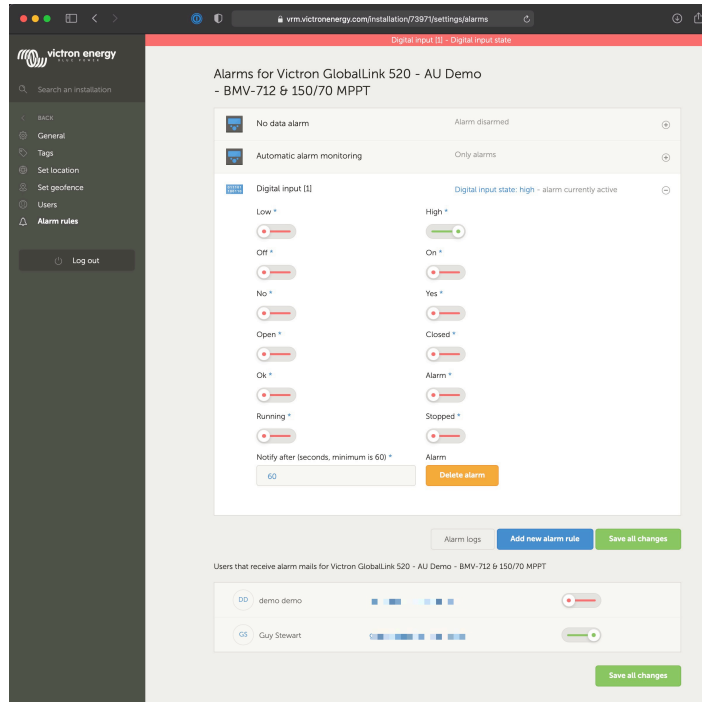 vrm.victronenergy.com/installation/73971/settings/alarms
Digital input [1] - Digital input state
victron energy
BLUE POWER
Search an installation
BACK
General
Tags
Set location
Set geofence
Users
Alarm rules
Log out
Alarms for Victron GlobalLink 520 - AU Demo
- BMV-712 & 150/70 MPPT
No data alarm Alarm disarmed
Automatic alarm monitoring Only alarms
Digital input [1] Digital input state: high - alarm currently active
Low * High *
Off * On *
No * Yes *
Open * Closed *
Ok * Alarm *
Running * Stopped *
Notify after (seconds, minimum is 60) * Alarm
60 Delete alarm
Alarm logs Add new alarm rule Save all changes
Users that receive alarm mails for Victron GlobalLink 520 - AU Demo - BMV-712 & 150/70 MPPT
DD demo demo
GS Guy Stewart
Save all changes